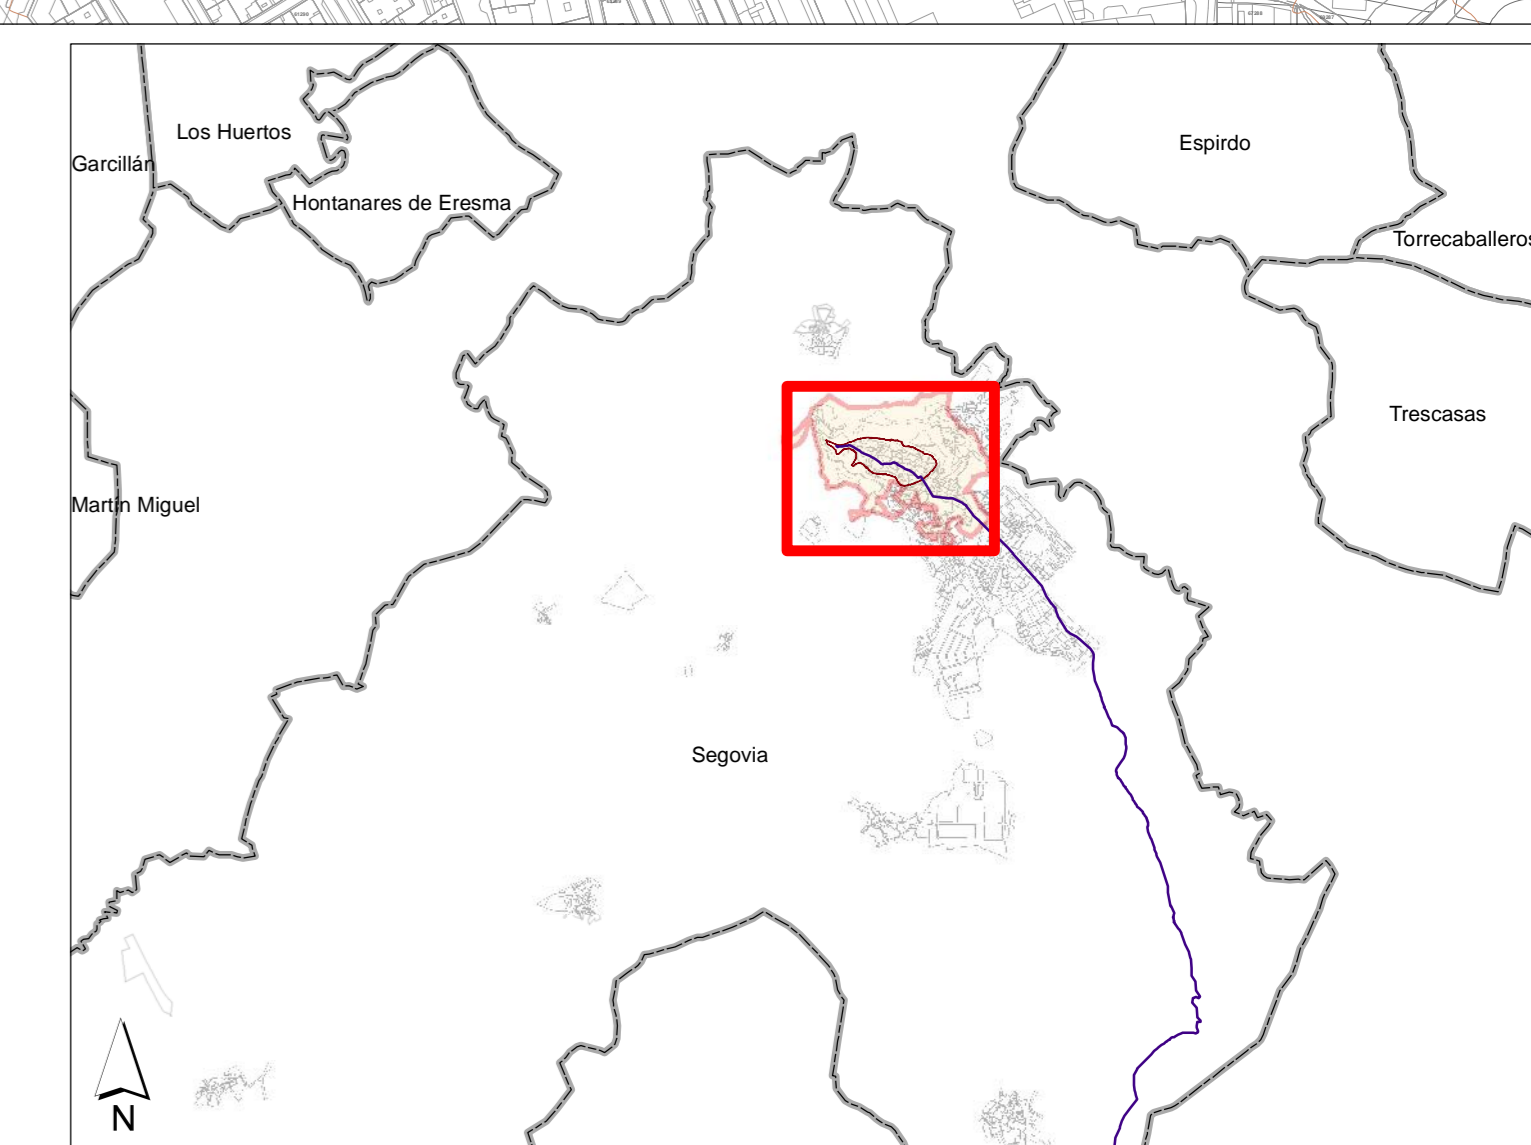 Los Huertos
Espirdo
Garcillán
Hontanares de Eresma
Torrecaballeros
Trescasas
Martín Miguel
Segovia
N